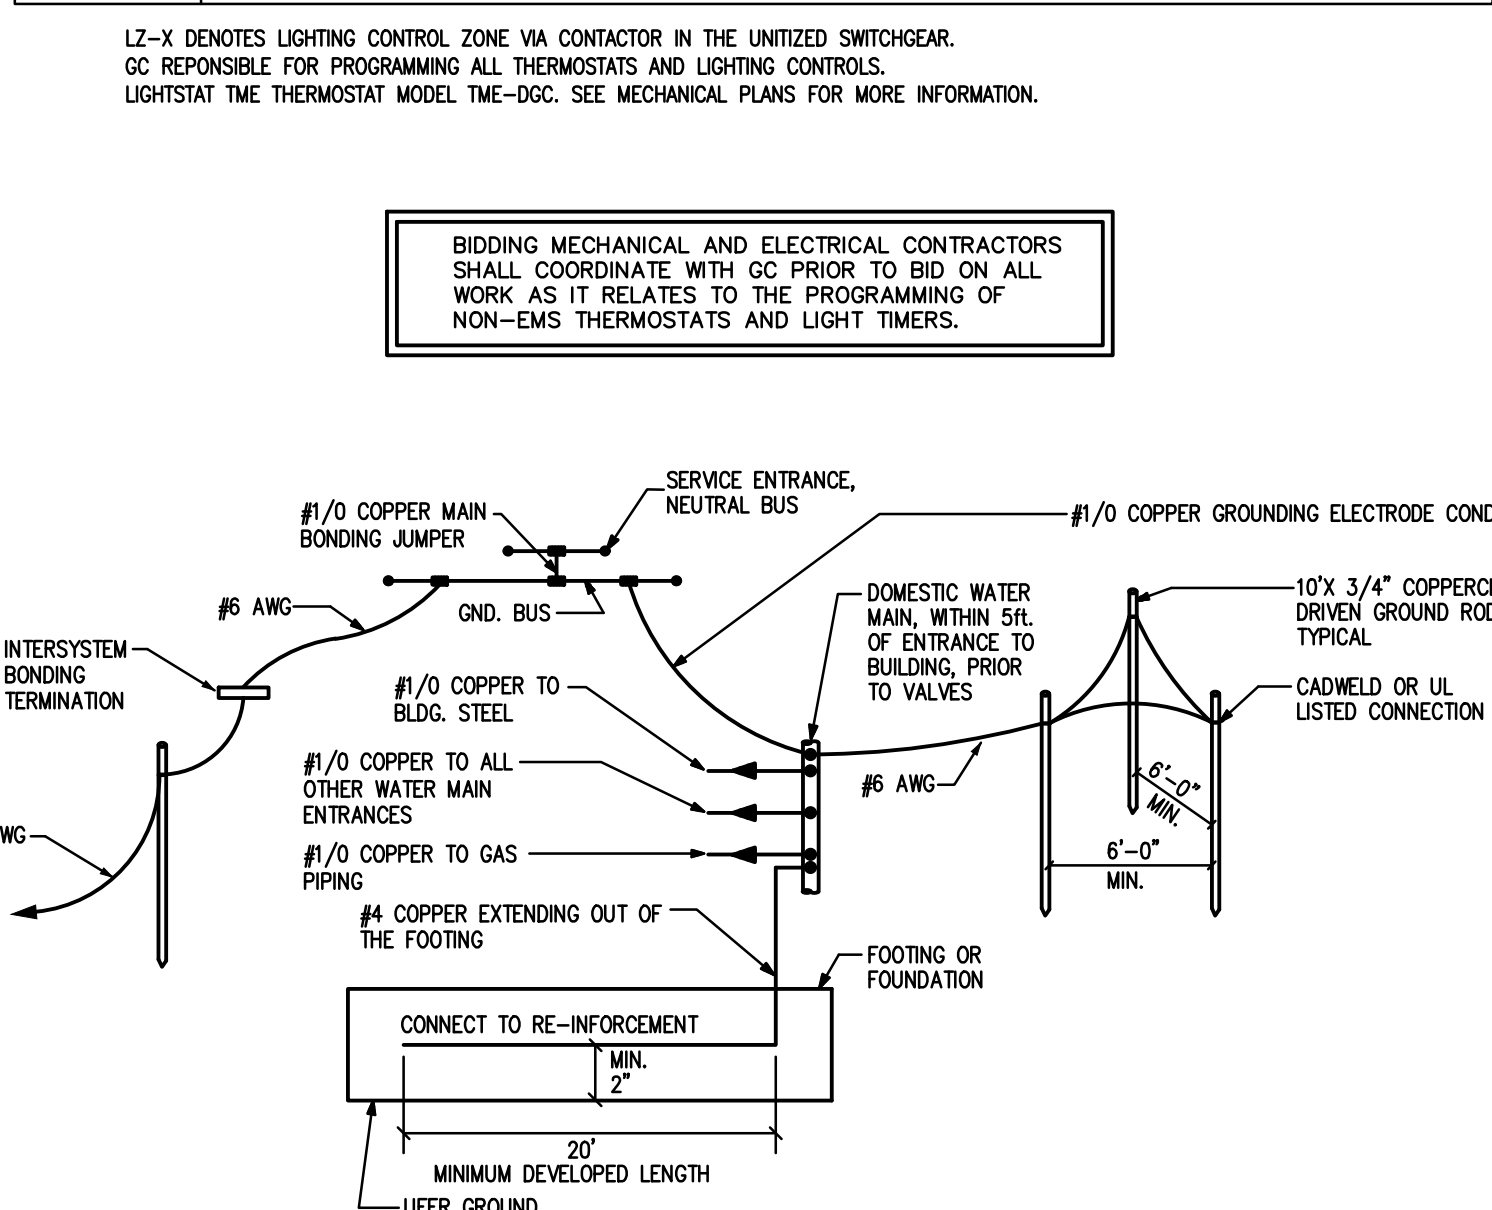 LZ-X DENOTES LIGHTING CONTROL ZONE VIA CONTACTOR IN THE UNITIZED SWITCHGEAR.
GC REPONSIBLE FOR PROGRAMMING ALL THERMOSTATS AND LIGHTING CONTROLS.
LIGHTSTAT TME THERMOSTAT MODEL TME-DGC. SEE MECHANICAL PLANS FOR MORE INFORMATION.
BIDDING MECHANICAL AND ELECTRICAL CONTRACTORS
SHALL COORDINATE WITH GC PRIOR TO BID ON ALL
WORK AS IT RELATES TO THE PROGRAMMING OF
NON-EMS THERMOSTATS AND LIGHT TIMERS.
SERVICE ENTRANCE,
NEUTRAL BUS
#1/0 COPPER MAIN
BONDING JUMPER
#1/0 COPPER GROUNDING ELECTRODE COND
#6 AWG
GND. BUS
DOMESTIC WATER
MAIN, WITHIN 5ft.
OF ENTRANCE TO
BUILDING, PRIOR
TO VALVES
10'X 3/4" COPPERCL
DRIVEN GROUND ROD
TYPICAL
INTERSYSTEM
BONDING
TERMINATION
#1/0 COPPER TO
BLDG. STEEL
CADWELD OR UL
LISTED CONNECTION
#1/0 COPPER TO ALL
OTHER WATER MAIN
ENTRANCES
#6 AWG
6'-0"
MIN.
WG
#1/0 COPPER TO GAS
PIPING
6'-0"
MIN.
#4 COPPER EXTENDING OUT OF
THE FOOTING
FOOTING OR
FOUNDATION
CONNECT TO RE-INFORCEMENT
MIN.
2"
20'
MINIMUM DEVELOPED LENGTH
UFER GROUND